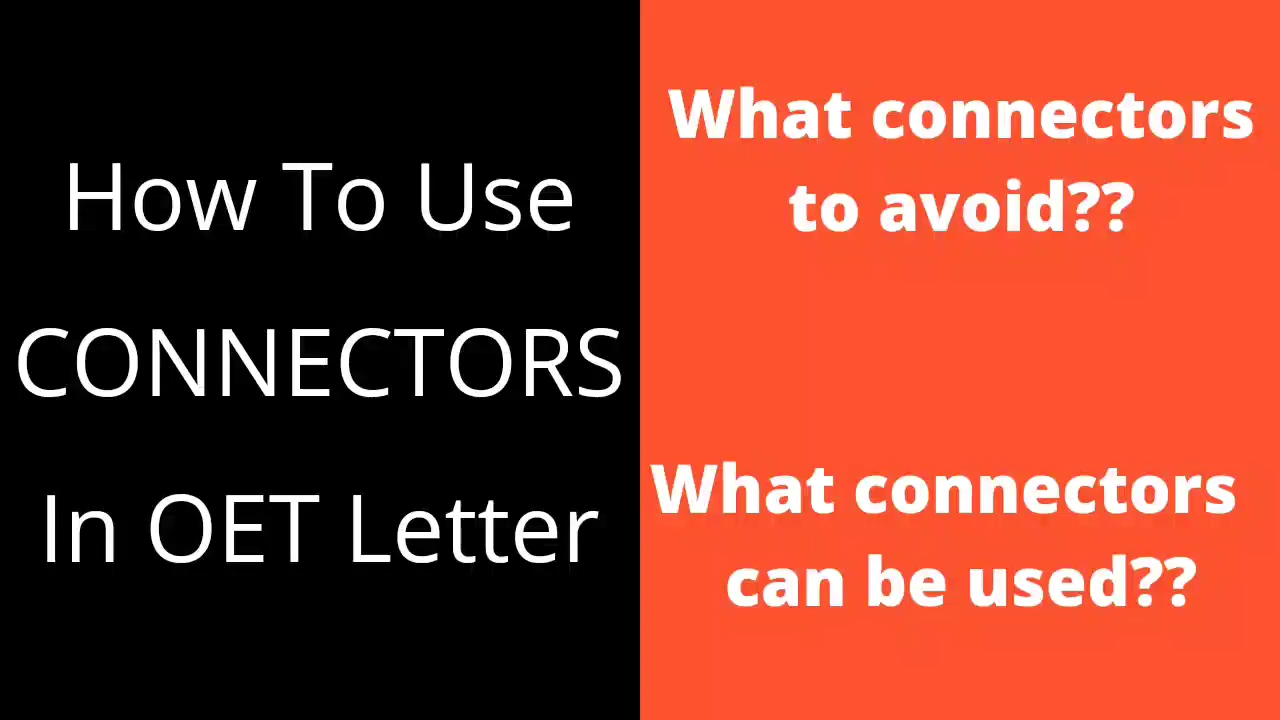 How To Use
CONNECTORS
In OET Letter
What connectors
to avoid??
What connectors
can be used??